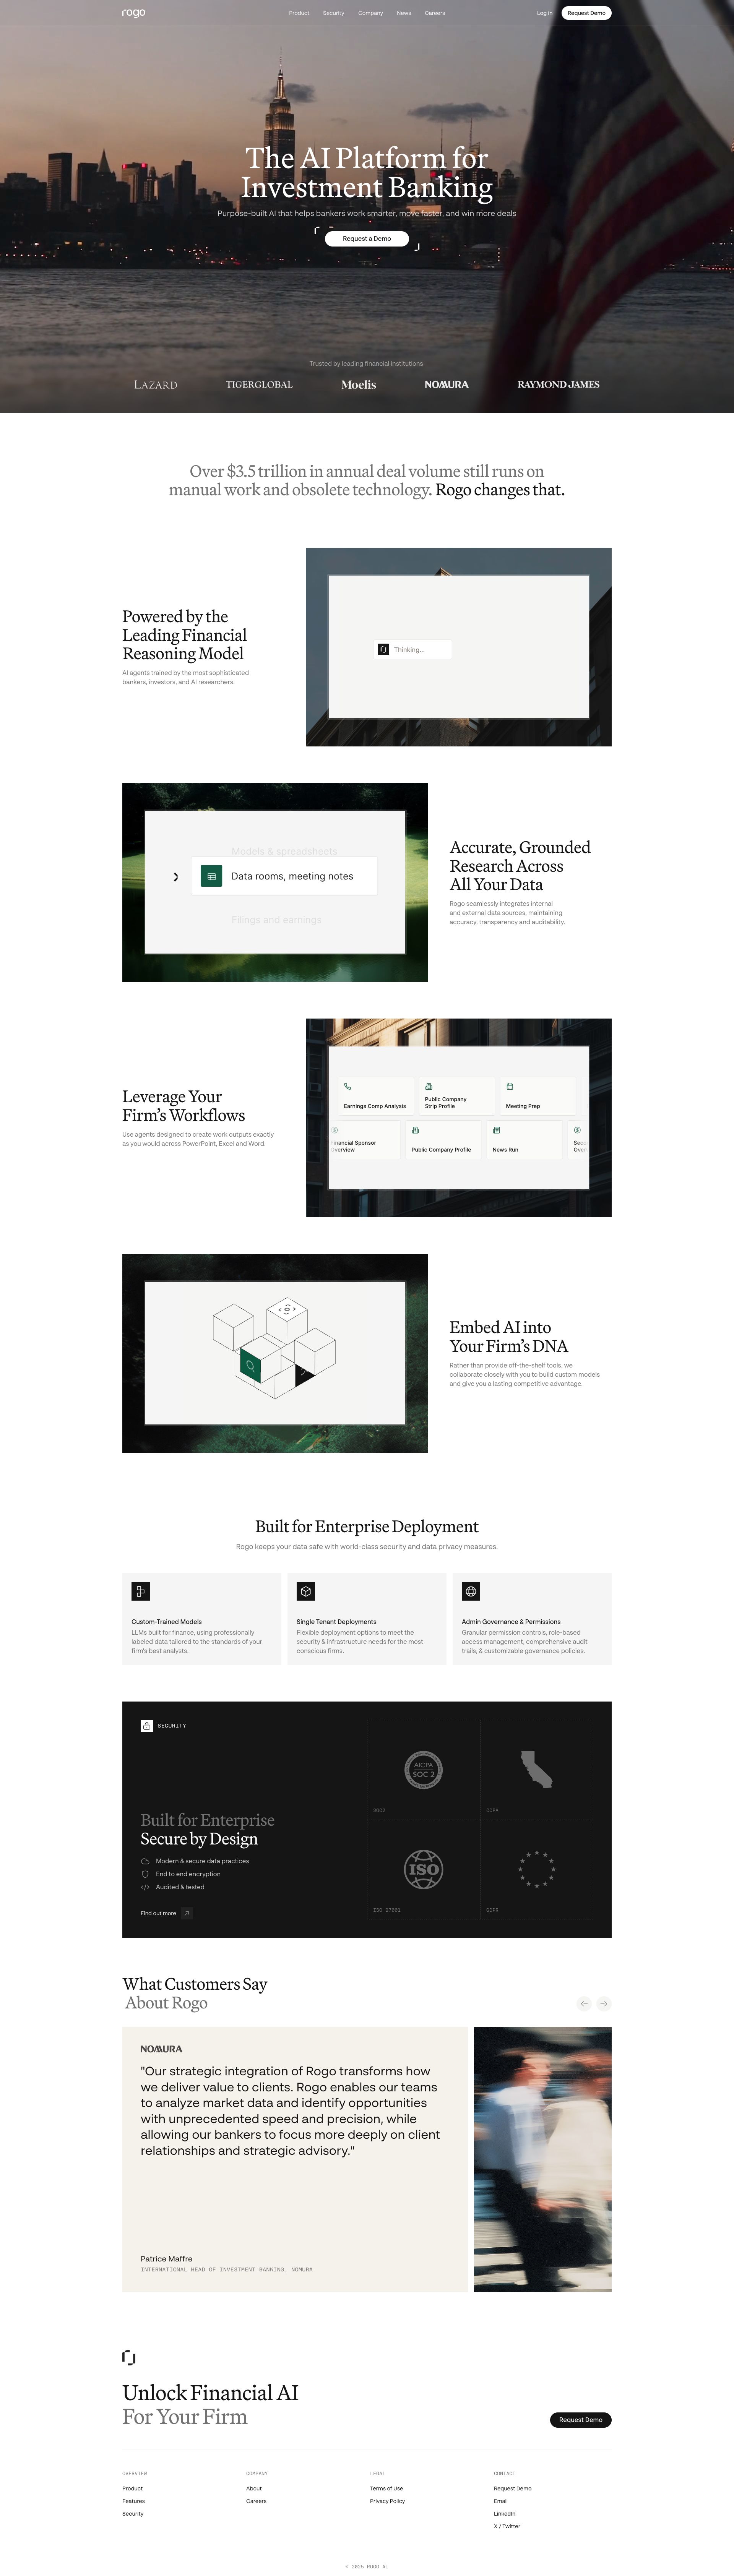 rogo
Product
Security
Company
News
Careers
Log In
Request Demo
The AI Platform for
Investment Banking
Purpose-built AI that helps bankers work smarter, move faster, and win more deals
Request a Demo
Trusted by leading financial institutions
LAZARD
TIGERGLOBAL
Moelis
NOMURA
RAYMOND JAMES
Over $3.5 trillion in annual deal volume still runs on
manual work and obsolete technology. Rogo changes that.
Powered by the
Leading Financial
Reasoning Model
AI agents trained by the most sophisticated
bankers, investors, and AI researchers.
Thinking...
Models & spreadsheets
Data rooms, meeting notes
Filings and earnings
Accurate, Grounded
Research Across
All Your Data
Rogo seamlessly integrates internal
and external data sources, maintaining
accuracy, transparency and auditability.
Leverage Your
Firm's Workflows
Use agents designed to create work outputs exactly
as you would across PowerPoint, Excel and Word.
Earnings Comp Analysis
Public Company
Strip Profile
Meeting Prep
Financial Sponsor
Overview
Public Company Profile
News Run
Embed AI into
Your Firm's DNA
Rather than provide off-the-shelf tools, we
collaborate closely with you to build custom models
and give you a lasting competitive advantage.
Built for Enterprise Deployment
Rogo keeps your data safe with world-class security and data privacy measures.
Custom-Trained Models
LLMs built for finance, using professionally
labeled data tailored to the standards of your
firm's best analysts.
Single Tenant Deployments
Flexible deployment options to meet the
security & infrastructure needs for the most
conscious firms.
Admin Governance & Permissions
Granular permission controls, role-based
access management, comprehensive audit
trails, & customizable governance policies.
SECURITY
Built for Enterprise
Secure by Design
Modern & secure data practices
End to end encryption
Audited & tested
Find out more
AICPA
SOC 2
SOC2
CCPA
ISO
ISO 27001
GDPR
What Customers Say
About Rogo
NOMURA
"Our strategic integration of Rogo transforms how
we deliver value to clients. Rogo enables our teams
to analyze market data and identify opportunities
with unprecedented speed and precision, while
allowing our bankers to focus more deeply on client
relationships and strategic advisory."
Patrice Maffre
INTERNATIONAL HEAD OF INVESTMENT BANKING, NOMURA
Unlock Financial AI
For Your Firm
Request Demo
OVERVIEW
Product
Features
Security
COMPANY
About
Careers
LEGAL
Terms of Use
Privacy Policy
CONTACT
Request Demo
Email
LinkedIn
X / Twitter
© 2025 ROGO AI